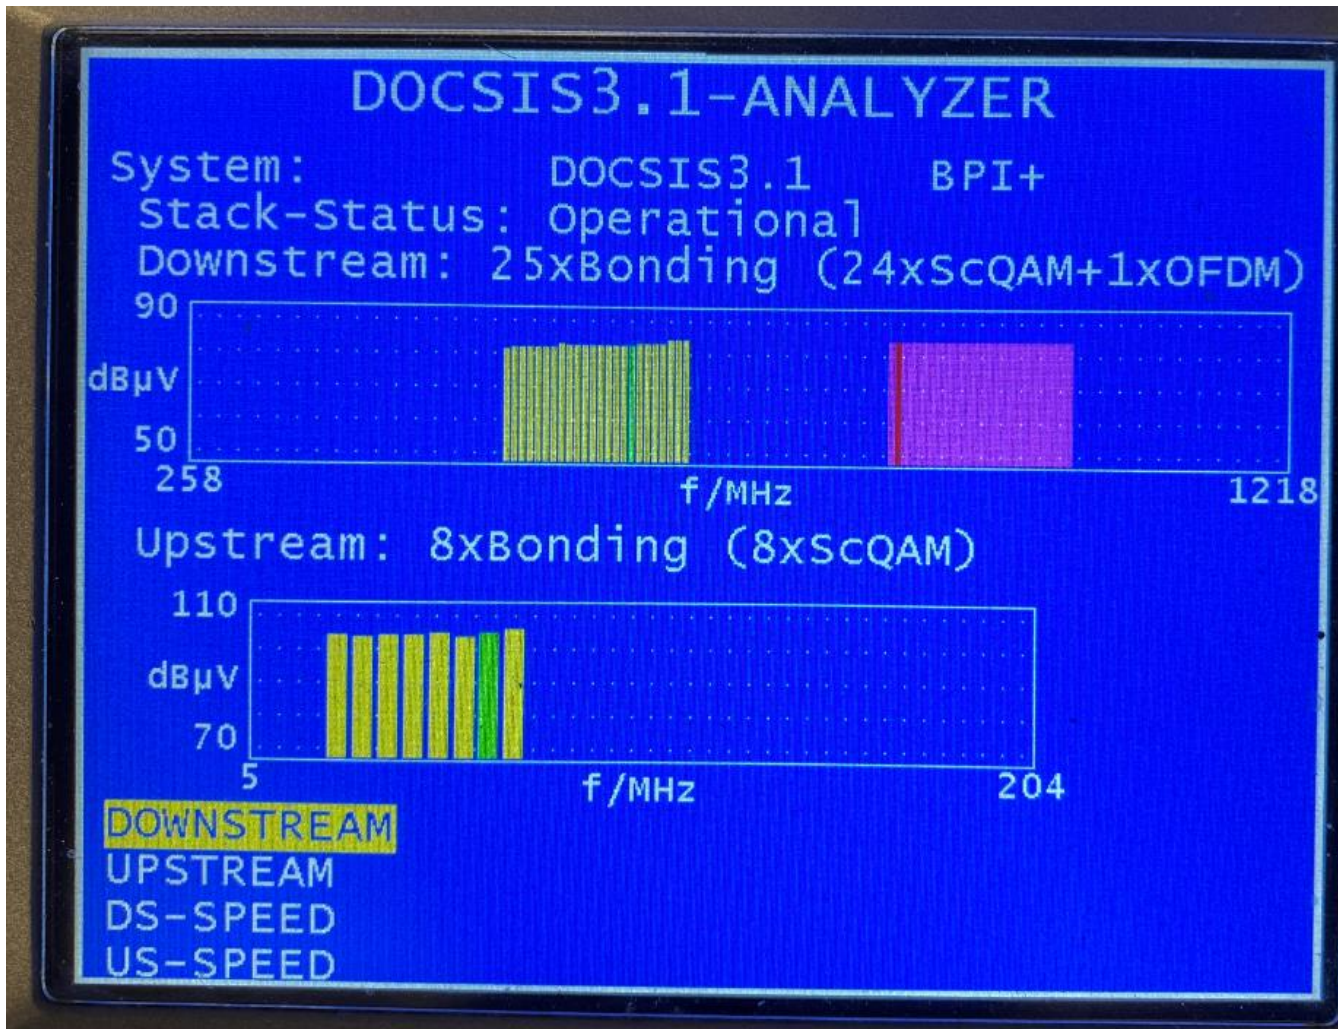 DOCSIS3.1-ANALYZER
System: DOCSIS3.1 BPI+
Stack-Status: Operational
Downstream: 25xBonding (24xScQAM+1xOFDM)
90
dBµV
50
258 f/MHz 1218
Upstream: 8xBonding (8xScQAM)
110
dBµV
70
5 f/MHz 204
DOWNSTREAM
UPSTREAM
DS-SPEED
US-SPEED